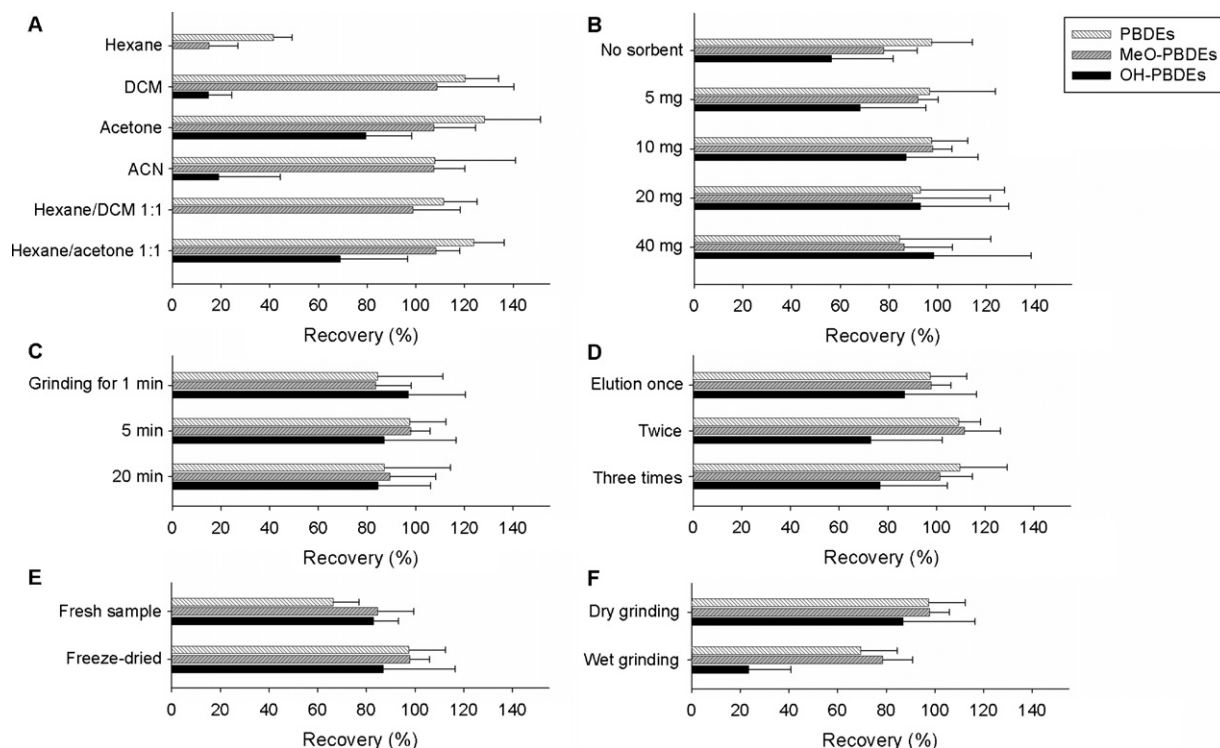 A
Hexane
DCM
Acetone
ACN
Hexane/DCM 1:1
Hexane/acetone 1:1
0 20 40 60 80 100 120 140
Recovery (%)
B
No sorbent
5 mg
10 mg
20 mg
40 mg
0 20 40 60 80 100 120 140
Recovery (%)
PBDEs
MeO-PBDEs
OH-PBDEs
C
Grinding for 1 min
5 min
20 min
0 20 40 60 80 100 120 140
Recovery (%)
D
Elution once
Twice
Three times
0 20 40 60 80 100 120 140
Recovery (%)
E
Fresh sample
Freeze-dried
0 20 40 60 80 100 120 140
Recovery (%)
F
Dry grinding
Wet grinding
0 20 40 60 80 100 120 140
Recovery (%)